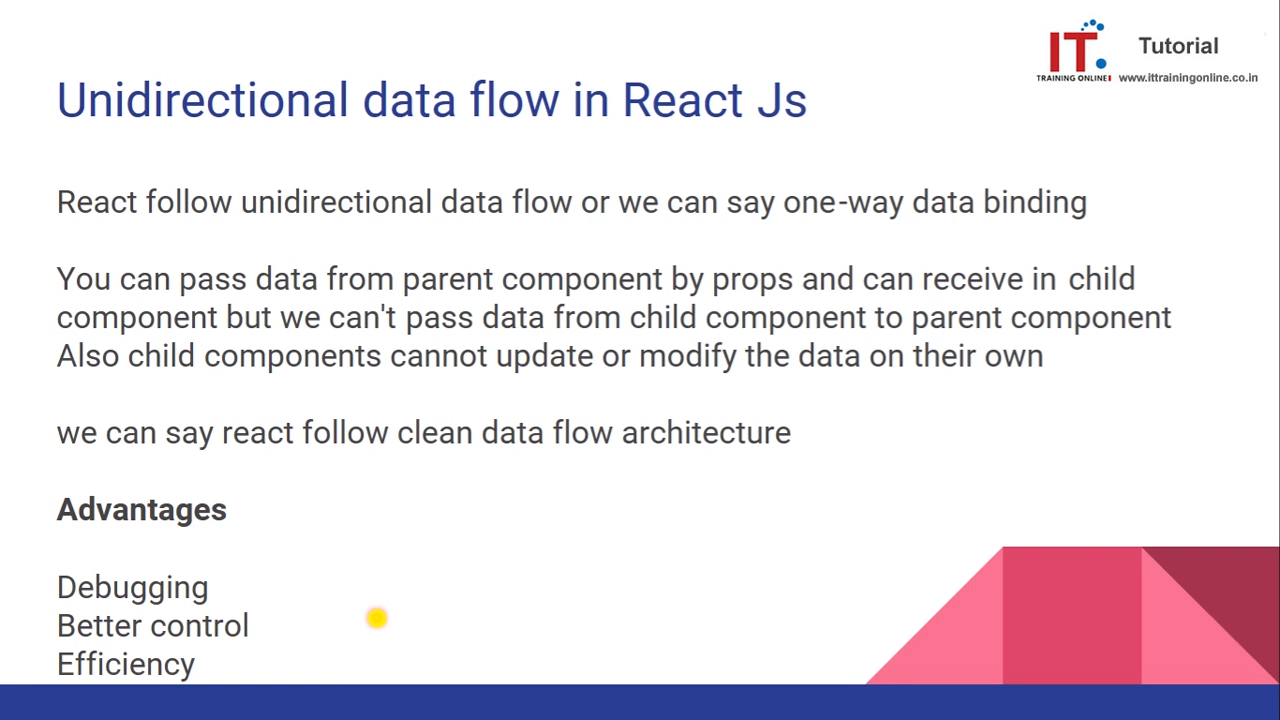 IT.
TRAINING ONLINE
Tutorial
www.ittrainingonline.co.in
Unidirectional data flow in React Js
React follow unidirectional data flow or we can say one-way data binding
You can pass data from parent component by props and can receive in child
component but we can't pass data from child component to parent component
Also child components cannot update or modify the data on their own
we can say react follow clean data flow architecture
Advantages
Debugging
Better control
Efficiency